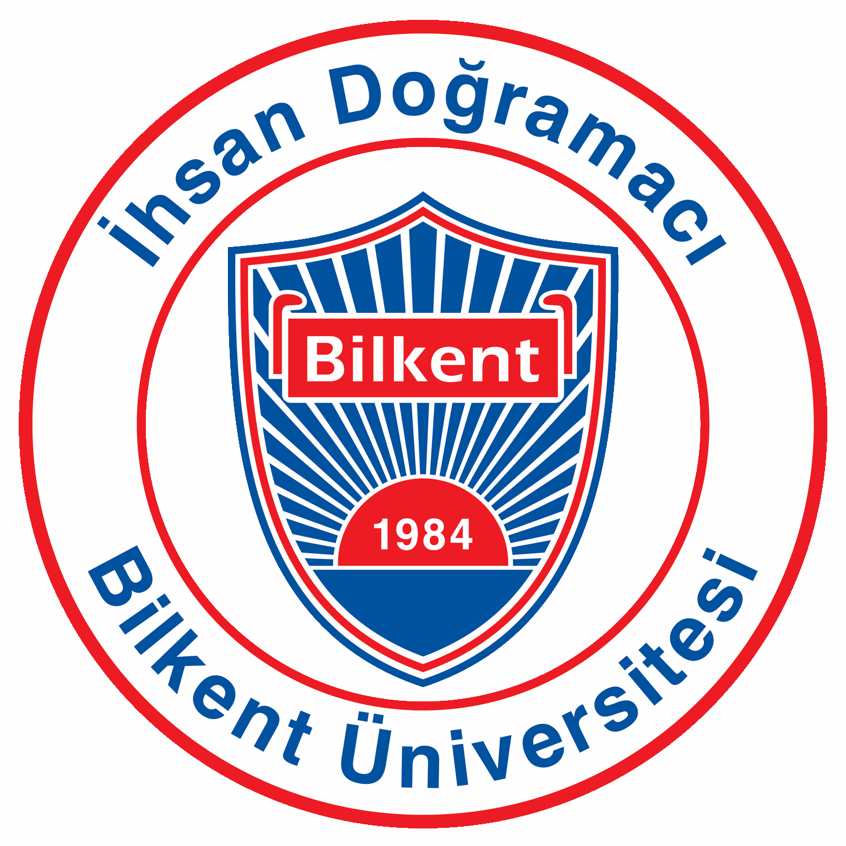 İhsan Doğramacı
Bilkent
1984
Bilkent Üniversitesi